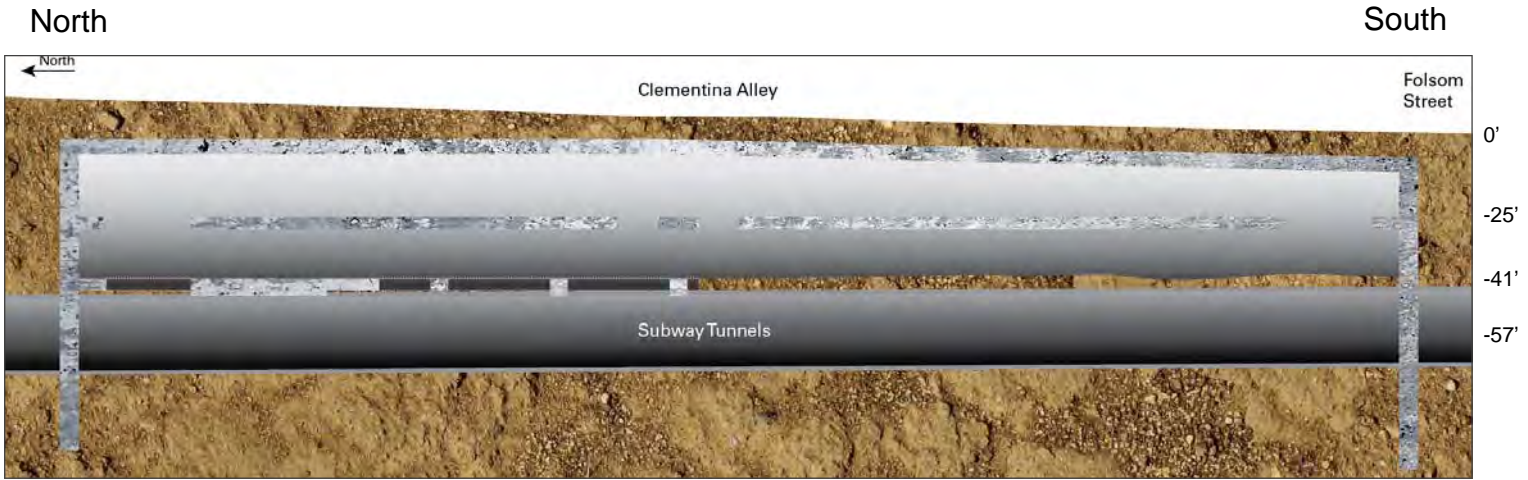 North
South
North
Clementina Alley
Folsom
Street
0’
-25’
-41’
-57’
Subway Tunnels